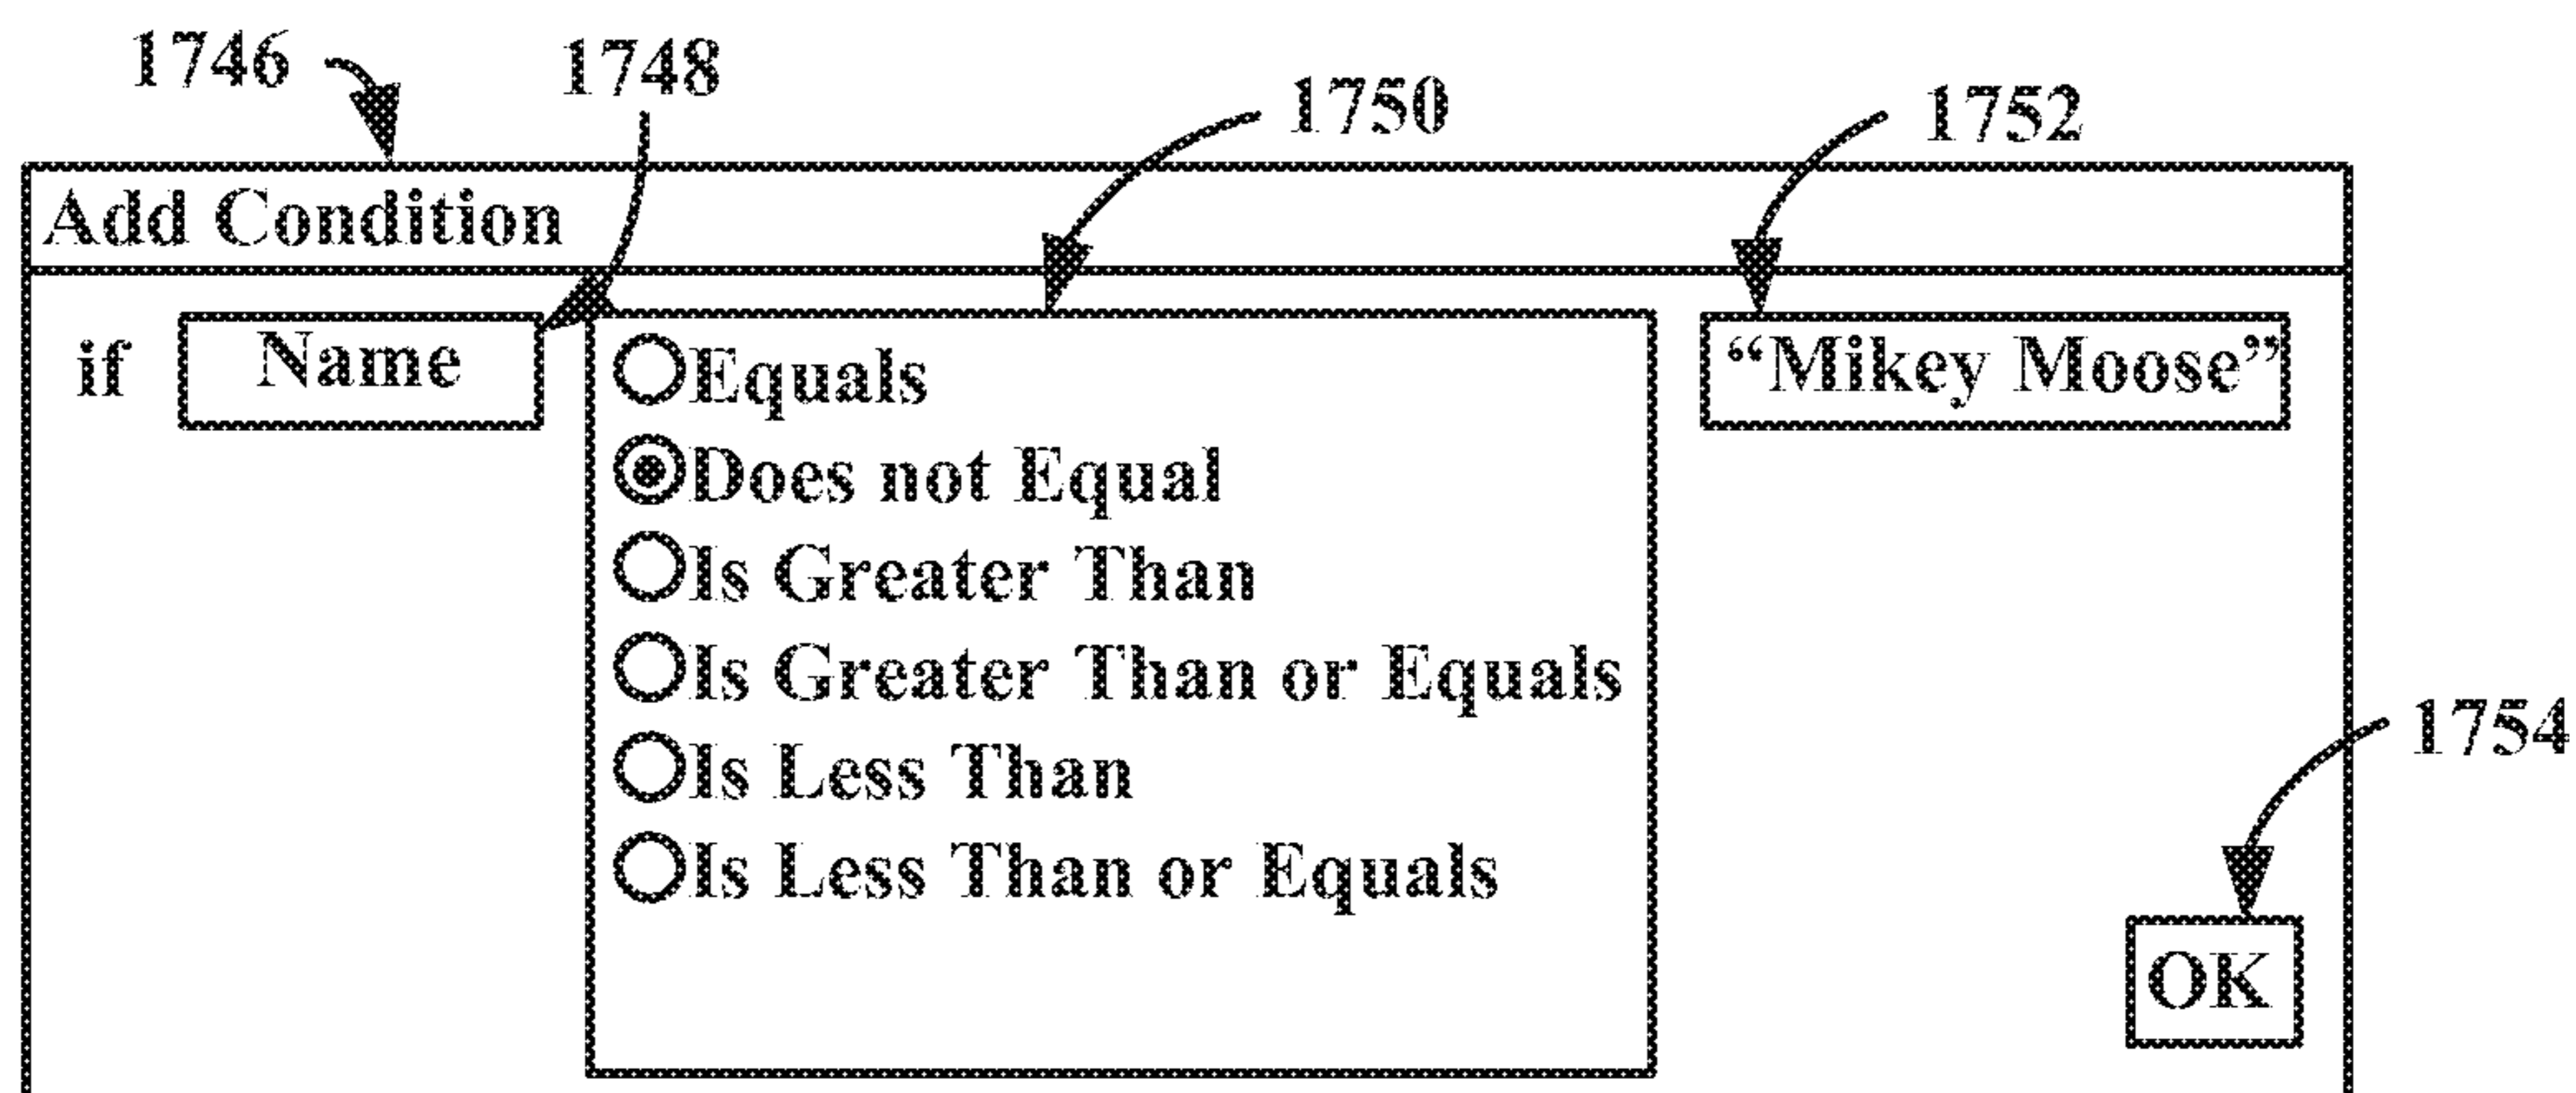 1746 1748 1750 1752
Add Condition
if Name Equals “Mikey Moose”
Does not Equal
Is Greater Than
Is Greater Than or Equals
1754
Is Less Than
Is Less Than or Equals
OK